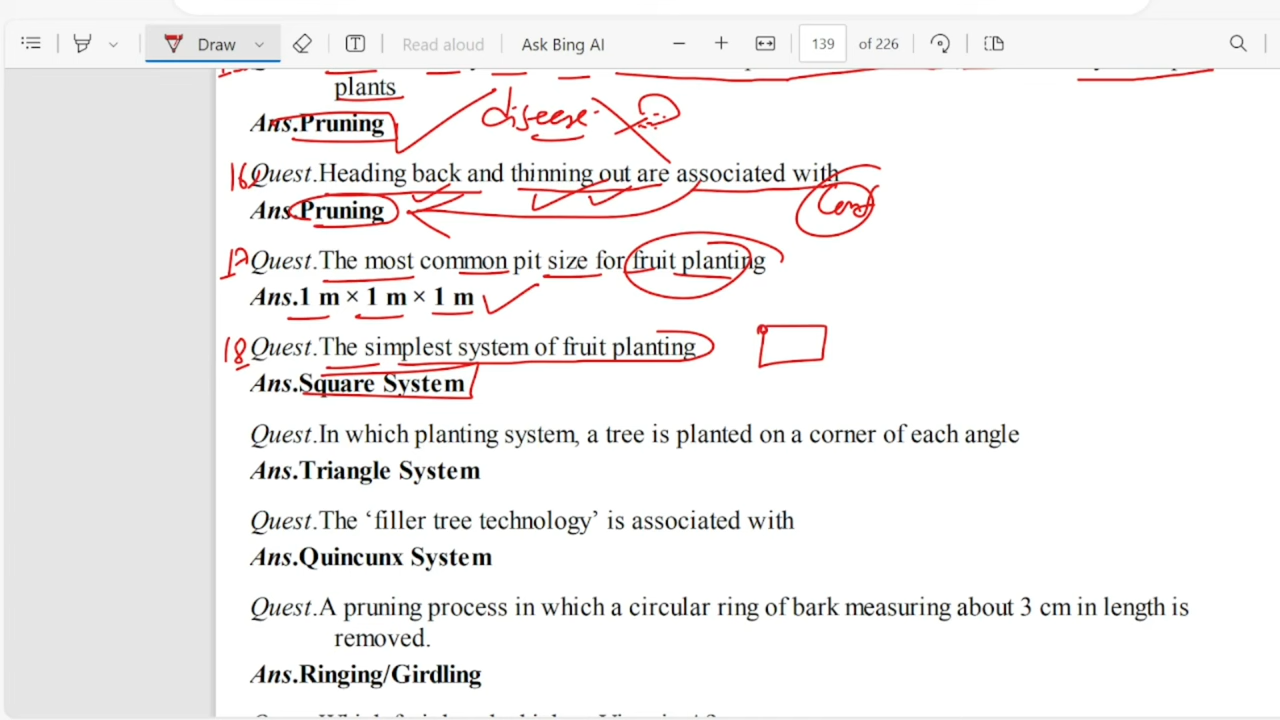 Draw
Read aloud
Ask Bing AI
139 of 226
plants
disease
Ans.Pruning
16 Quest.Heading back and thinning out are associated with
Ans.Pruning
17 Quest.The most common pit size for fruit planting
Ans.1 m × 1 m × 1 m
18 Quest.The simplest system of fruit planting
Ans.Square System
Quest.In which planting system, a tree is planted on a corner of each angle
Ans.Triangle System
Quest.The ‘filler tree technology’ is associated with
Ans.Quincunx System
Quest.A pruning process in which a circular ring of bark measuring about 3 cm in length is
removed.
Ans.Ringing/Girdling